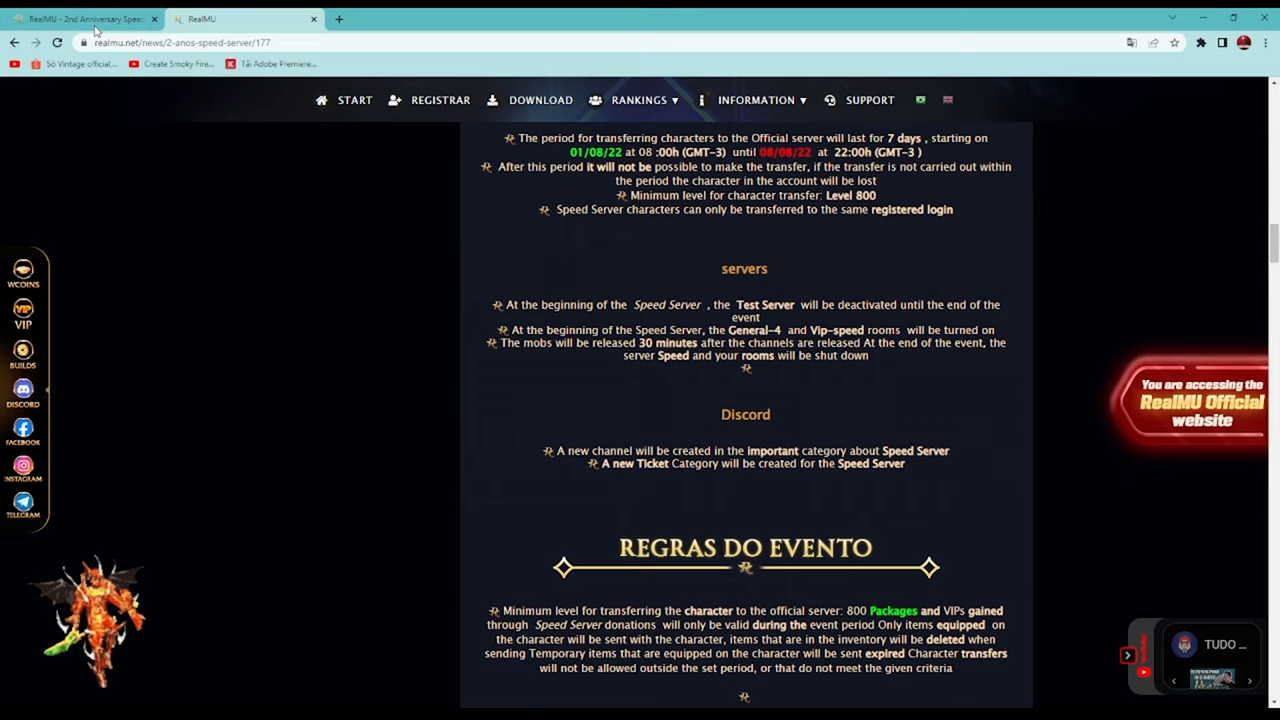 RealMU - 2nd Anniversary Speed
RealMU
realmu.net/news/2-anos-speed-server/177
Só Vintage official,...
Create Smoky Fire...
Tải Adobe Premiere...
START
REGISTRAR
DOWNLOAD
RANKINGS ▼
INFORMATION ▼
SUPPORT
The period for transferring characters to the Official server will last for 7 days , starting on
01/08/22 at 08 :00h (GMT-3) until 08/08/22 at 22:00h (GMT-3 )
After this period it will not be possible to make the transfer, if the transfer is not carried out within
the period the character in the account will be lost
Minimum level for character transfer: Level 800
Speed Server characters can only be transferred to the same registered login
servers
At the beginning of the Speed Server , the Test Server will be deactivated until the end of the
event
At the beginning of the Speed Server, the General-4 and Vip-speed rooms will be turned on
The mobs will be released 30 minutes after the channels are released At the end of the event, the
server Speed and your rooms will be shut down
Discord
A new channel will be created in the important category about Speed Server
A new Ticket Category will be created for the Speed Server
REGRAS DO EVENTO
Minimum level for transferring the character to the official server: 800 Packages and VIPs gained
through Speed Server donations will only be valid during the event period Only items equipped on
the character will be sent with the character, items that are in the inventory will be deleted when
sending Temporary items that are equipped on the character will be sent expired Character transfers
will not be allowed outside the set period, or that do not meet the given criteria
WCOINS
VIP
VIP
BUILDS
DISCORD
FACEBOOK
INSTAGRAM
TELEGRAM
You are accessing the
RealMU Official
website
YouTube
TUDO ...